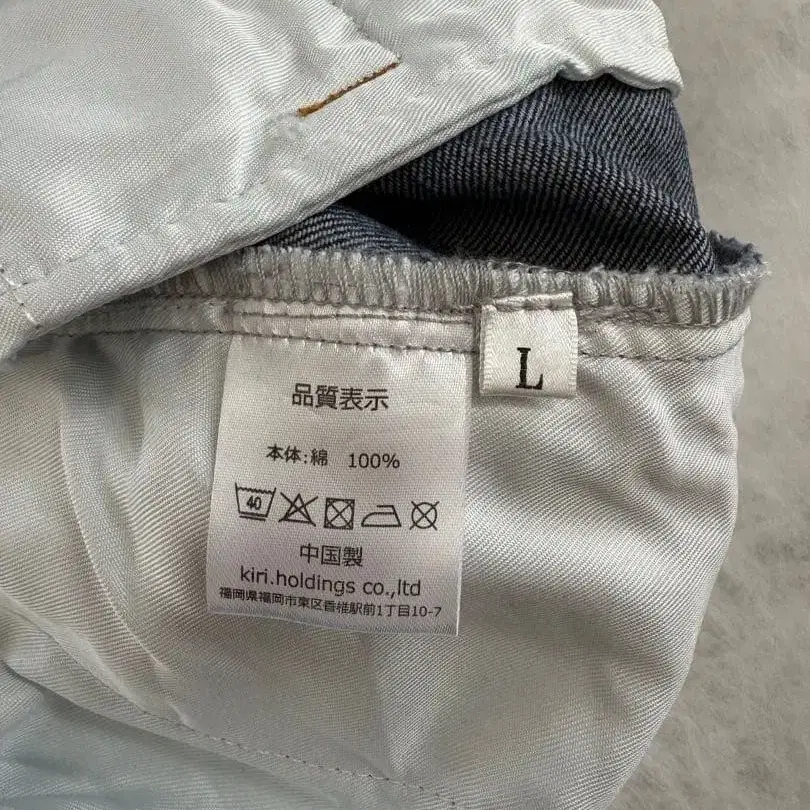 L
品質表示
本体:綿 100%
40
中国製
kiri.holdings co.,ltd
福岡県福岡市東区香椎駅前1丁目10-7